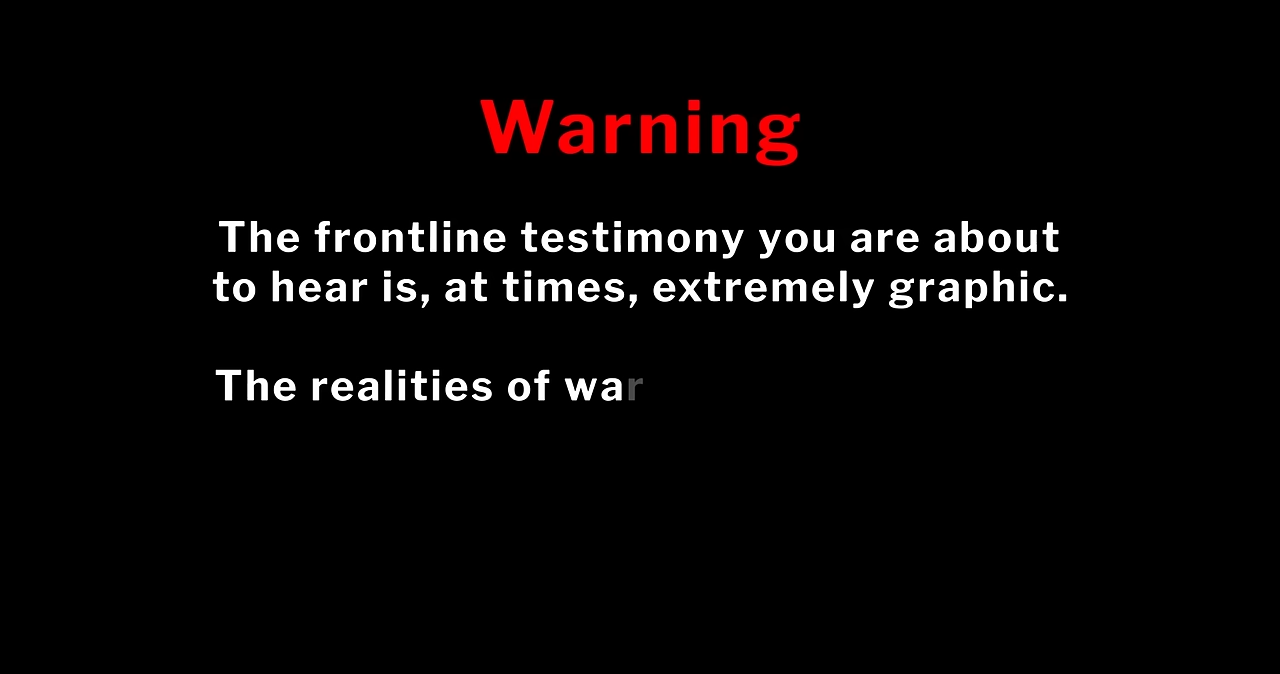 Warning
The frontline testimony you are about
to hear is, at times, extremely graphic.
The realities of war